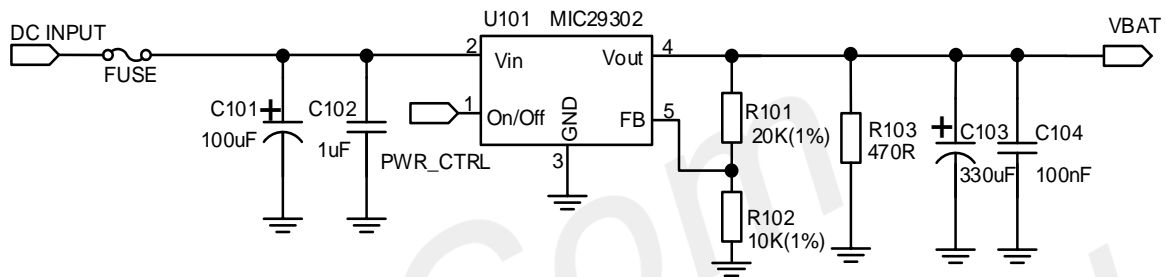 DC INPUT
FUSE
C101
+
100uF
C102
1uF
PWR_CTRL
U101 MIC29302
2
Vin
1
On/Off
GND
3
Vout
4
FB
5
R101
20K(1%)
R102
10K(1%)
R103
470R
+
C103
330uF
C104
100nF
VBAT
Com